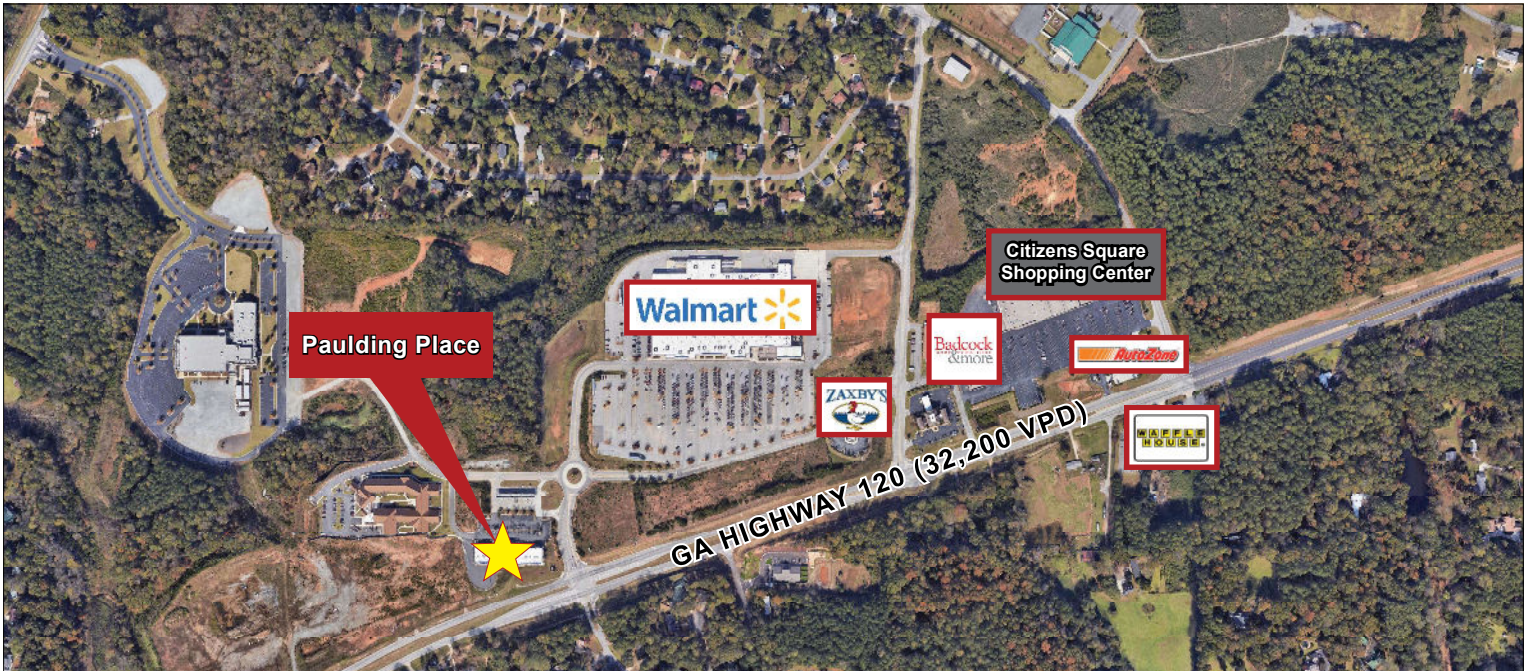 Citizens Square
Shopping Center
Walmart
Paulding Place
Badcock
&more
AutoZone
ZAXBY'S
WAFFLE
HOUSE
GA HIGHWAY 120 (32,200 VPD)